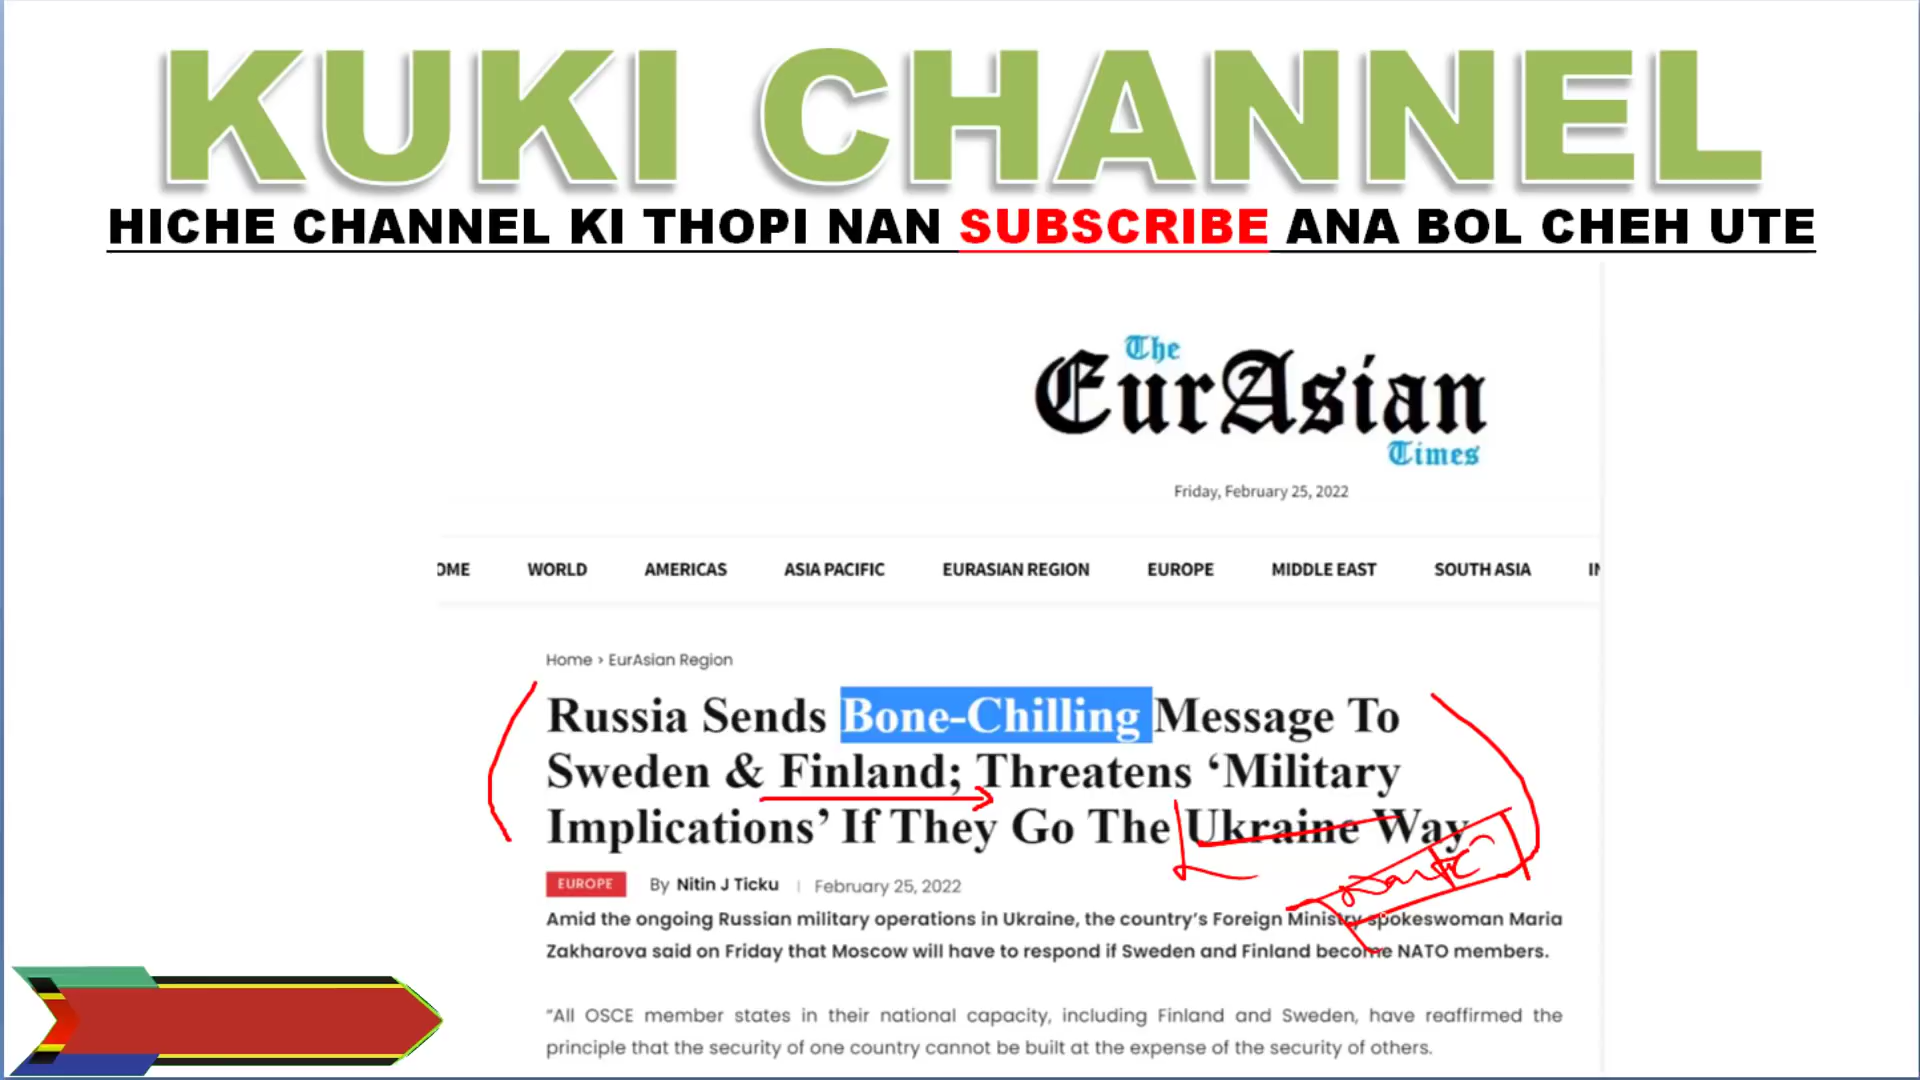 KUKI CHANNEL
HICHE CHANNEL KI THOPI NAN SUBSCRIBE ANA BOL CHEH UTE
The
EurAsian
Times
Friday, February 25, 2022
OME WORLD AMERICAS ASIA PACIFIC EURASIAN REGION EUROPE MIDDLE EAST SOUTH ASIA
Home > EurAsian Region
Russia Sends Bone-Chilling Message To
Sweden & Finland; Threatens ‘Military
Implications’ If They Go The Ukraine Way
EUROPE By Nitin J Ticku | February 25, 2022
Amid the ongoing Russian military operations in Ukraine, the country’s Foreign Ministry spokeswoman Maria
Zakharova said on Friday that Moscow will have to respond if Sweden and Finland become NATO members.
“All OSCE member states in their national capacity, including Finland and Sweden, have reaffirmed the
principle that the security of one country cannot be built at the expense of the security of others.